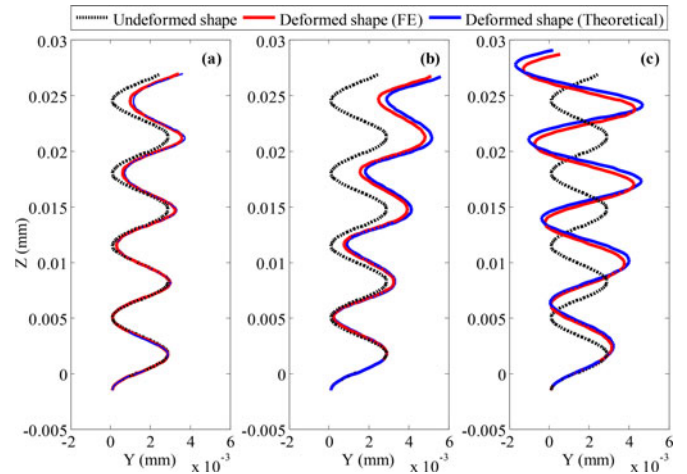 Undeformed shape Deformed shape (FE) Deformed shape (Theoretical)
0.03 0.03 0.03
(a) (b) (c)
0.025 0.025 0.025
0.02 0.02 0.02
0.015 0.015 0.015
Z (mm)
0.01 0.01 0.01
0.005 0.005 0.005
0 0 0
-0.005 -0.005 -0.005
-2 0 2 4 6 -2 0 2 4 6 -2 0 2 4 6
Y (mm) x 10⁻³ Y (mm) x 10⁻³ Y (mm) x 10⁻³